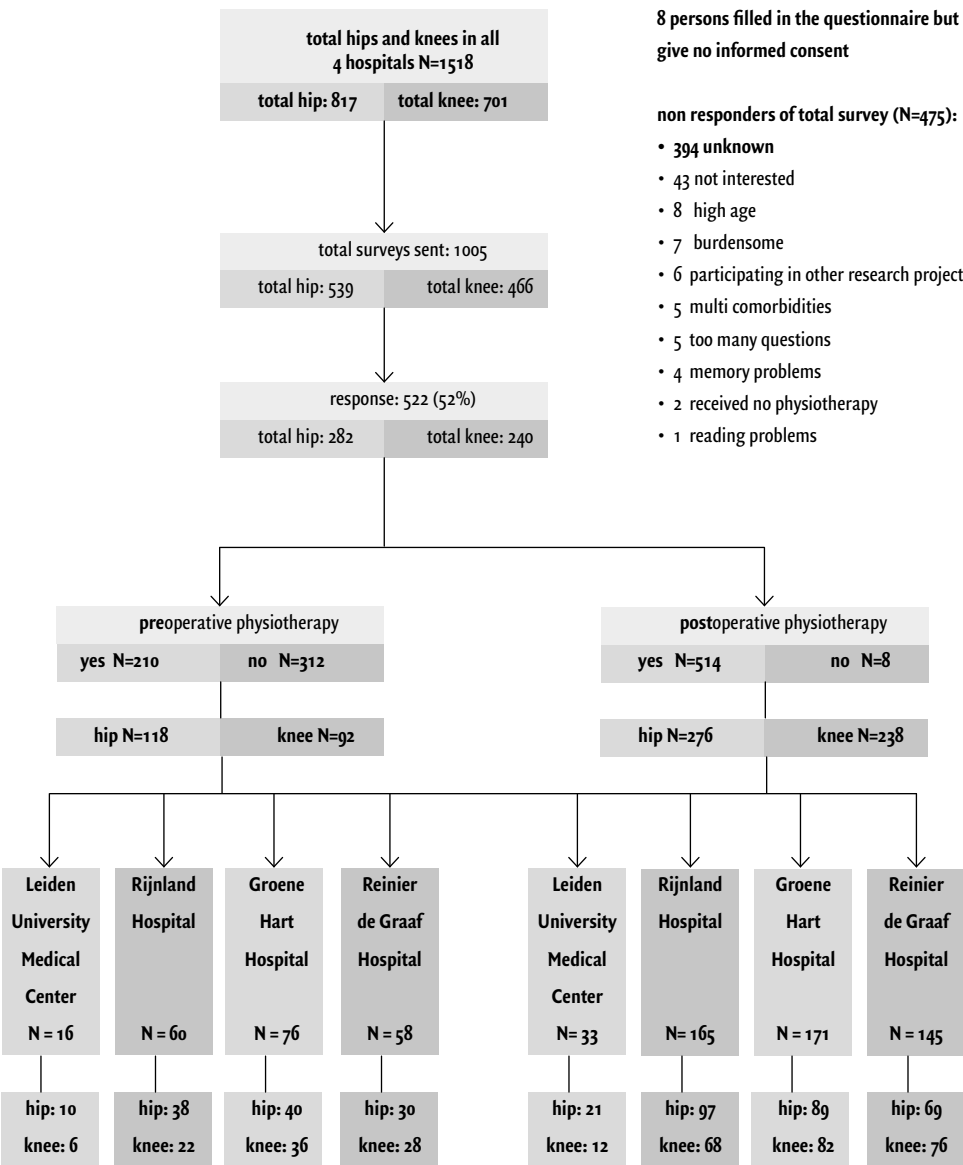 total hips and knees in all
4 hospitals N=1518
total hip: 817 total knee: 701
8 persons filled in the questionnaire but
give no informed consent
non responders of total survey (N=475):
• 394 unknown
• 43 not interested
• 8 high age
• 7 burdensome
• 6 participating in other research project
• 5 multi comorbidities
• 5 too many questions
• 4 memory problems
• 2 received no physiotherapy
• 1 reading problems
total surveys sent: 1005
total hip: 539 total knee: 466
response: 522 (52%)
total hip: 282 total knee: 240
preoperative physiotherapy
yes N=210 no N=312
hip N=118 knee N=92
postoperative physiotherapy
yes N=514 no N=8
hip N=276 knee N=238
Leiden
University
Medical
Center
N = 16
hip: 10
knee: 6
Rijnland
Hospital
N = 60
hip: 38
knee: 22
Groene
Hart
Hospital
N = 76
hip: 40
knee: 36
Reinier
de Graaf
Hospital
N = 58
hip: 30
knee: 28
Leiden
University
Medical
Center
N= 33
hip: 21
knee: 12
Rijnland
Hospital
N = 165
hip: 97
knee: 68
Groene
Hart
Hospital
N = 171
hip: 89
knee: 82
Reinier
de Graaf
Hospital
N = 145
hip: 69
knee: 76